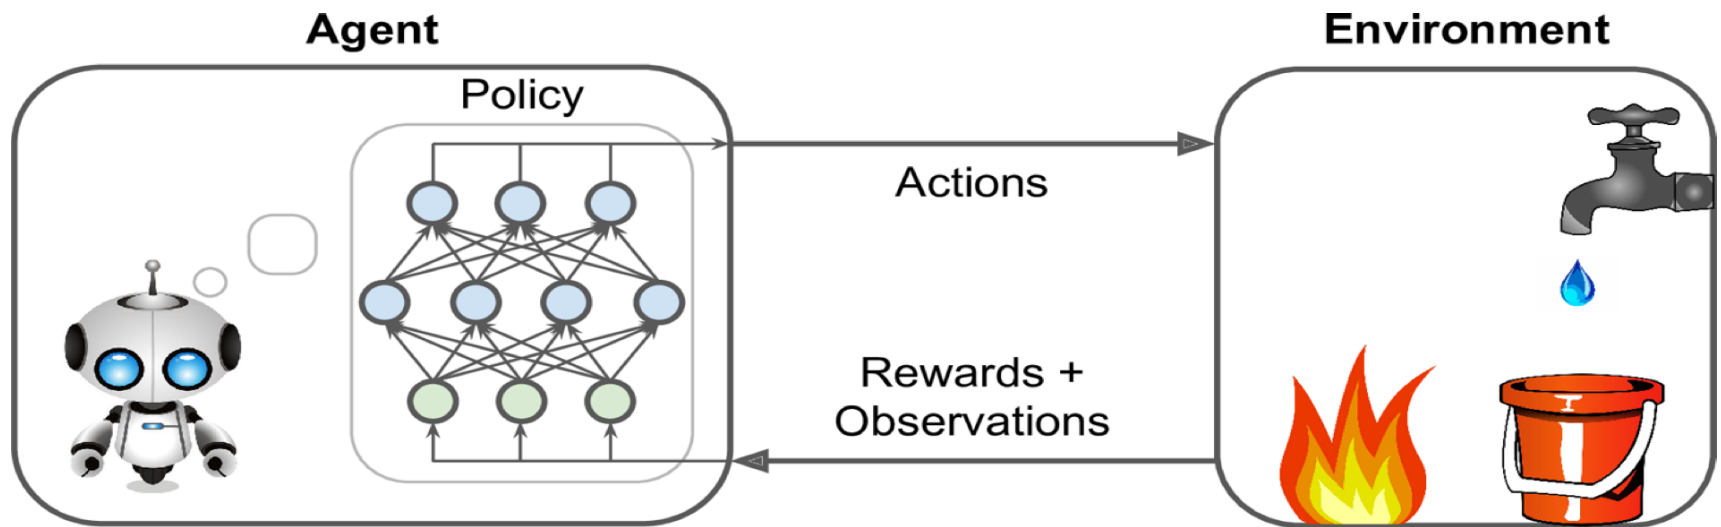 Agent
Environment
Policy
Actions
Rewards +
Observations